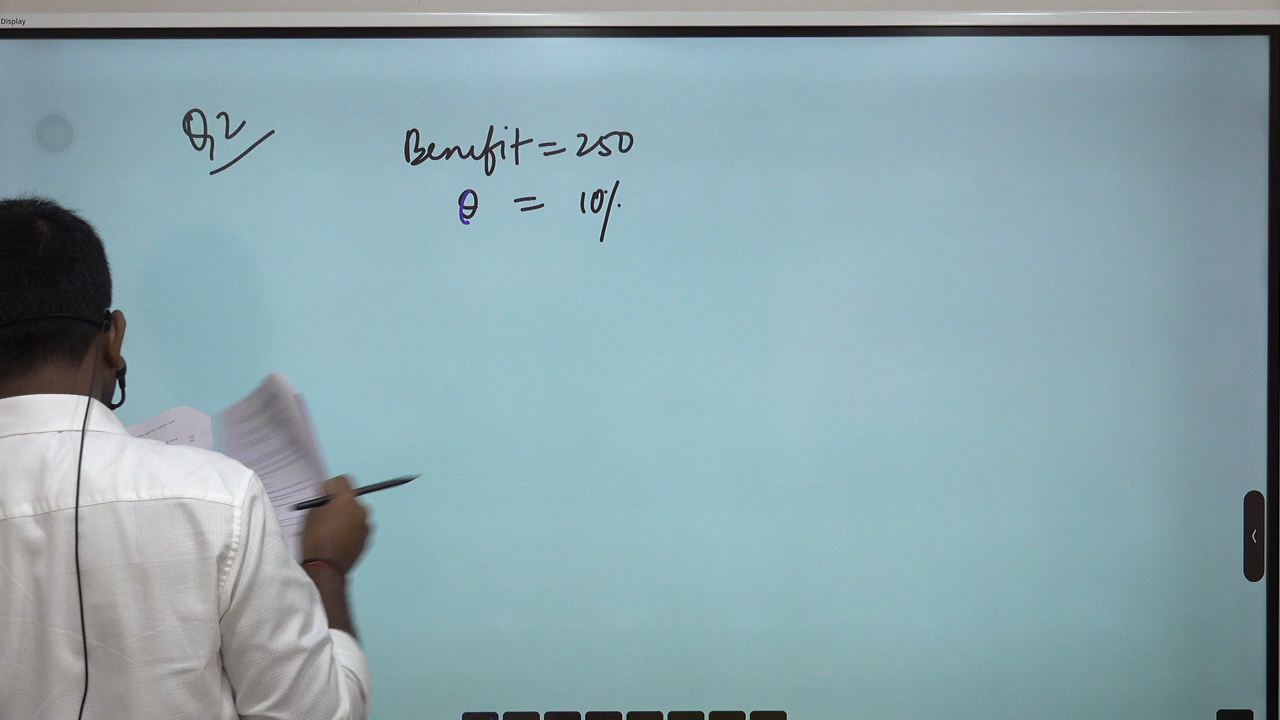 Display
Q2
Benefit = 250
θ = 10%